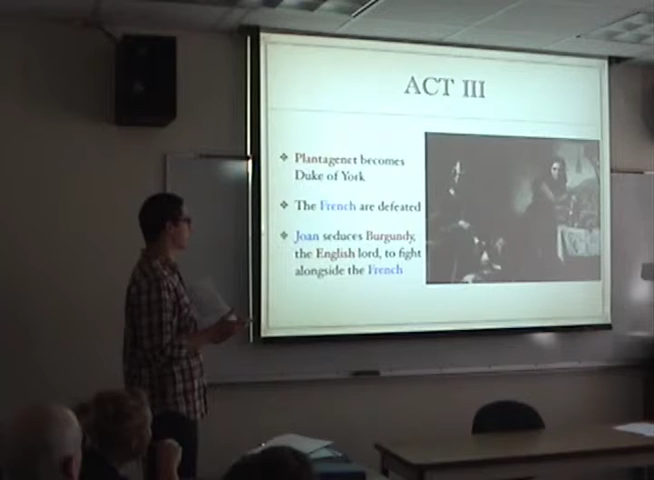 ACT III
❖ Plantagenet becomes
Duke of York
❖ The French are defeated
❖ Joan seduces Burgundy,
the English lord, to fight
alongside the French